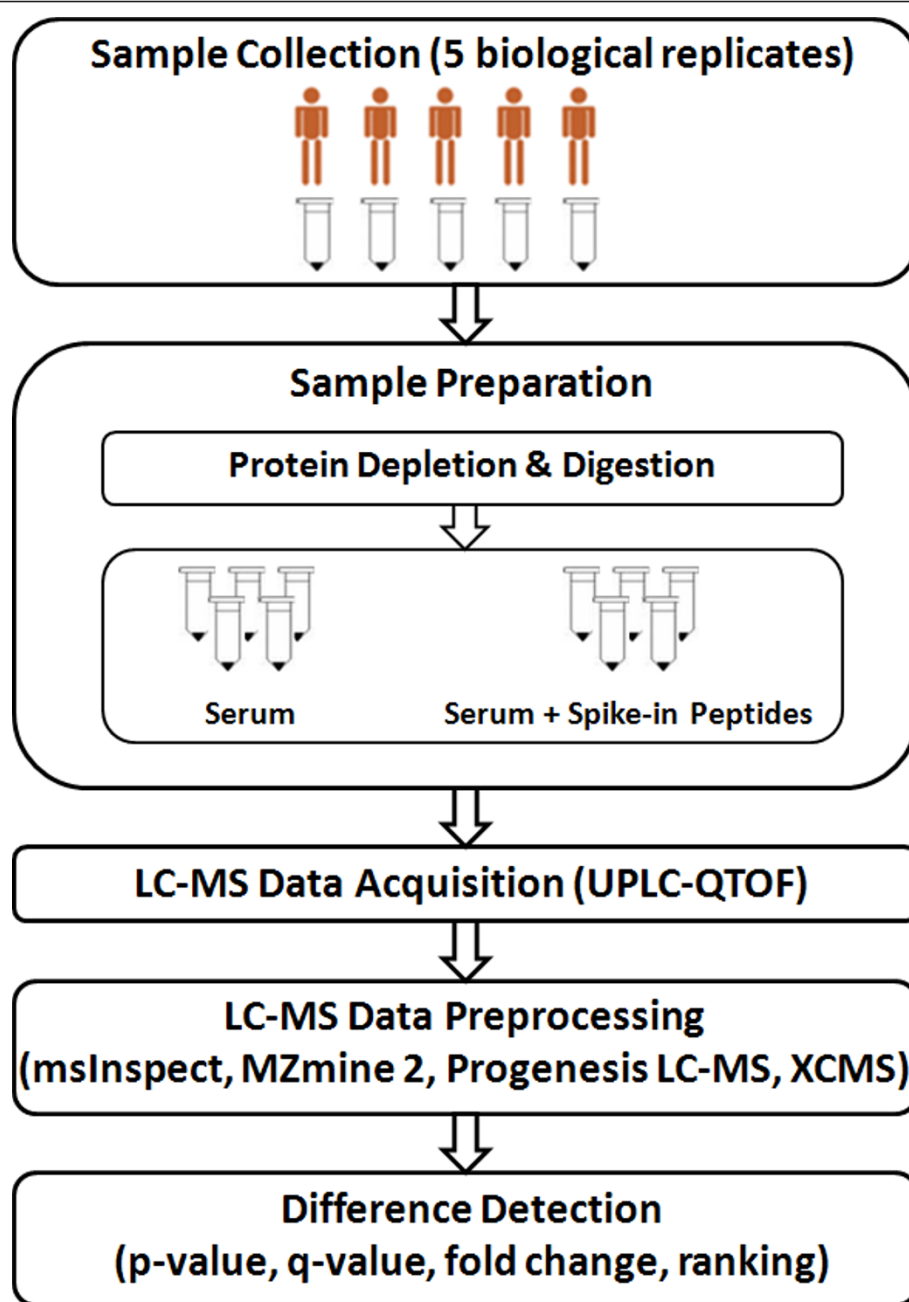 Sample Collection (5 biological replicates)
Sample Preparation
Protein Depletion & Digestion
Serum
Serum + Spike-in Peptides
LC-MS Data Acquisition (UPLC-QTOF)
LC-MS Data Preprocessing
(msInspect, MZmine 2, Progenesis LC-MS, XCMS)
Difference Detection
(p-value, q-value, fold change, ranking)